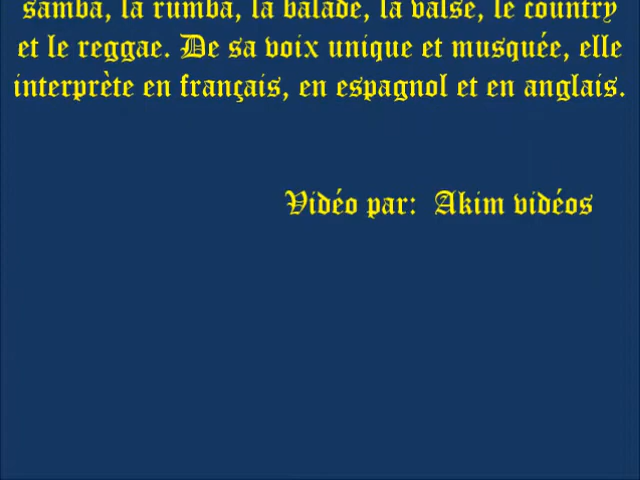 samba, la rumba, la balade, la valse, le country
et le reggae. De sa voix unique et musquée, elle
interprète en français, en espagnol et en anglais.
Vidéo par: Akim vidéos